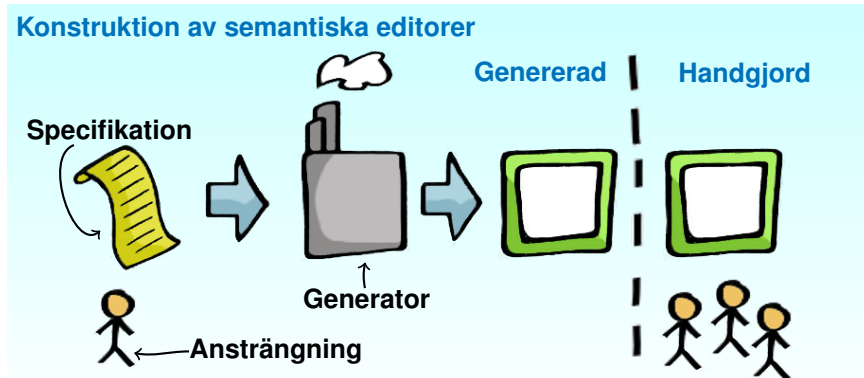 Konstruktion av semantiska editorer
Genererad
Handgjord
Specifikation
Generator
Ansträngning